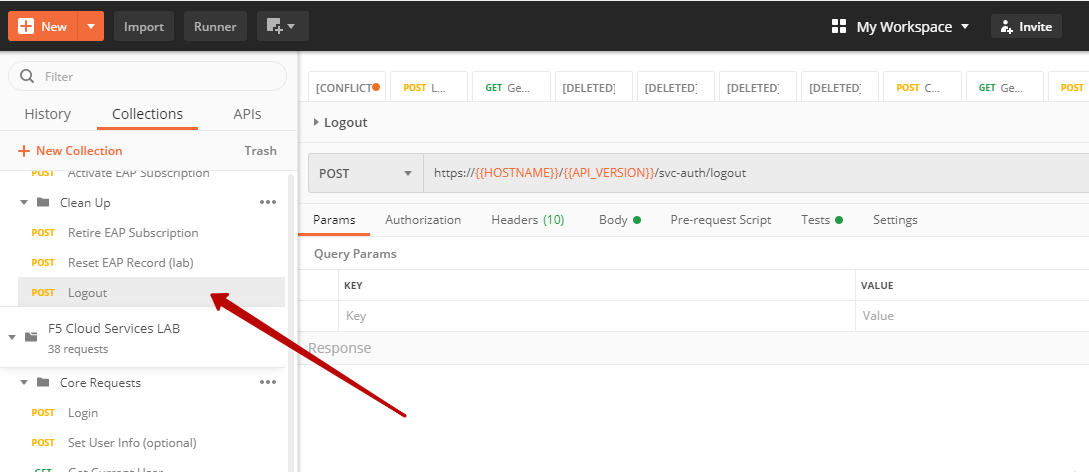 New Import Runner My Workspace Invite
Filter
History Collections APIs
New Collection Trash
POST Activate EAP Subscription
Clean Up
POST Retire EAP Subscription
POST Reset EAP Record (lab)
POST Logout
F5 Cloud Services LAB
38 requests
Core Requests
POST Login
POST Set User Info (optional)
GET Get Current User
[CONFLICT POST L... GET Ge... [DELETED] [DELETED] [DELETED] [DELETED] POST C... GET Ge... POST
Logout
POST https://{{HOSTNAME}}/{{API_VERSION}}/svc-auth/logout
Params Authorization Headers (10) Body Pre-request Script Tests Settings
Query Params
KEY VALUE
Key Value
Response